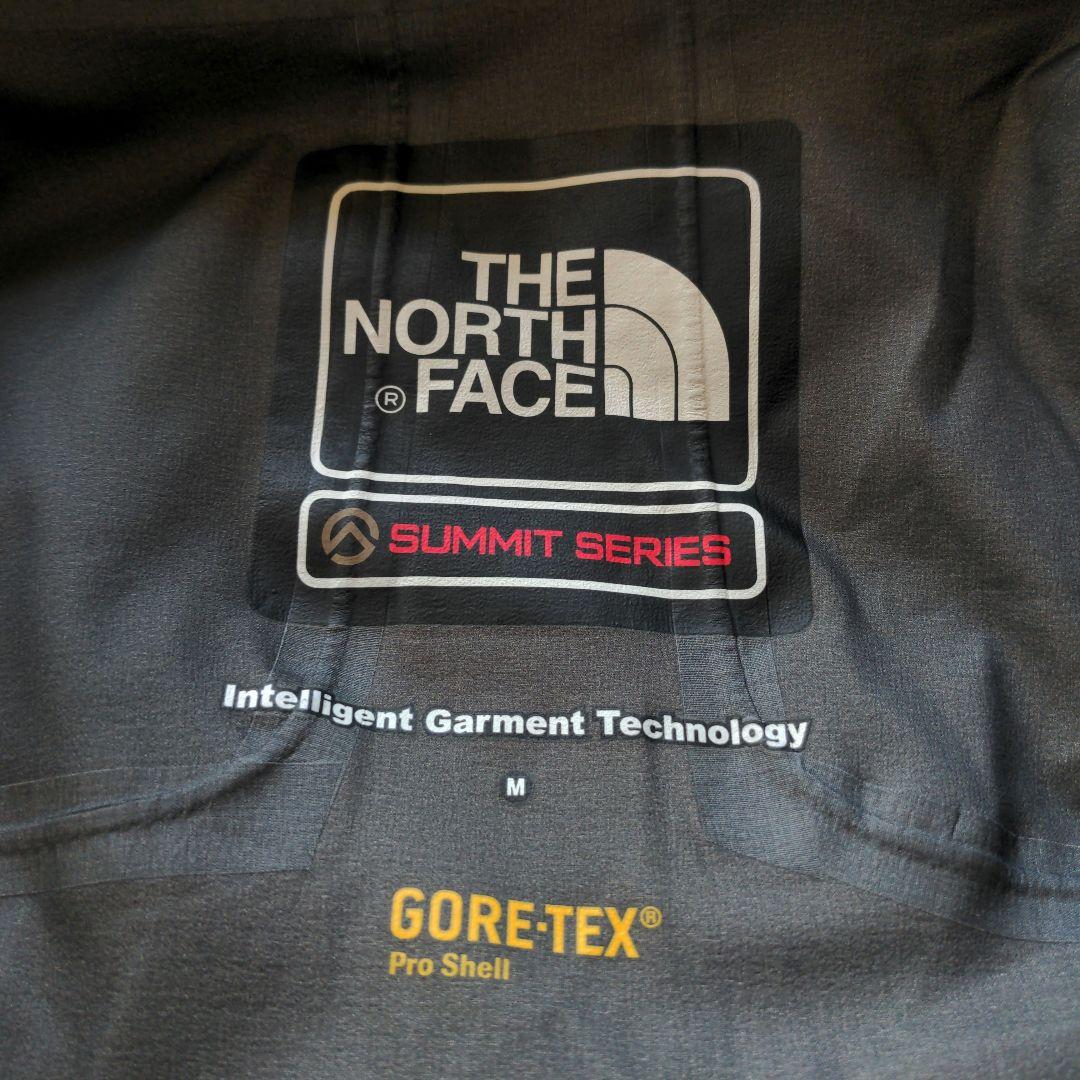 THE
NORTH
® FACE
SUMMIT SERIES
Intelligent Garment Technology
M
GORE-TEX®
Pro Shell